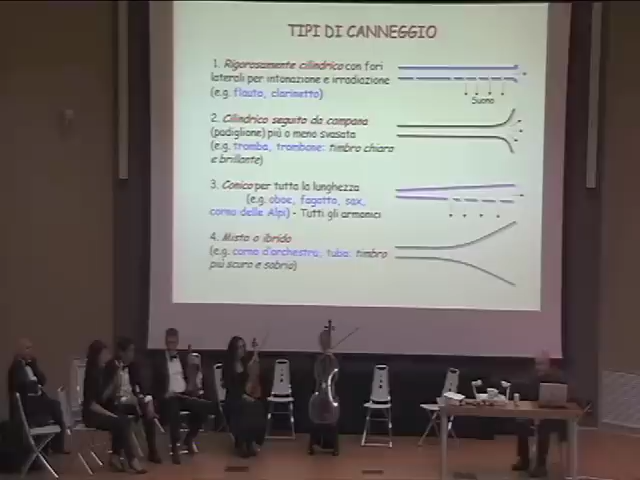 TIPI DI CANNEGGIO
1. Rigorosamente cilindrico con fori
laterali per intonazione e irradiazione
(e.g. flauto, clarinetto)
Suono
2. Cilindrico seguito da campana
(padiglione) più o meno svasata
(e.g. tromba, trombone: timbro chiaro
e brillante)
3. Conico per tutta la lunghezza
(e.g. oboe, fagotto, sax,
corno delle Alpi) - Tutti gli armonici
4. Misto o ibrido
(e.g. corno d'orchestra, tuba: timbro
più scuro e sobrio)